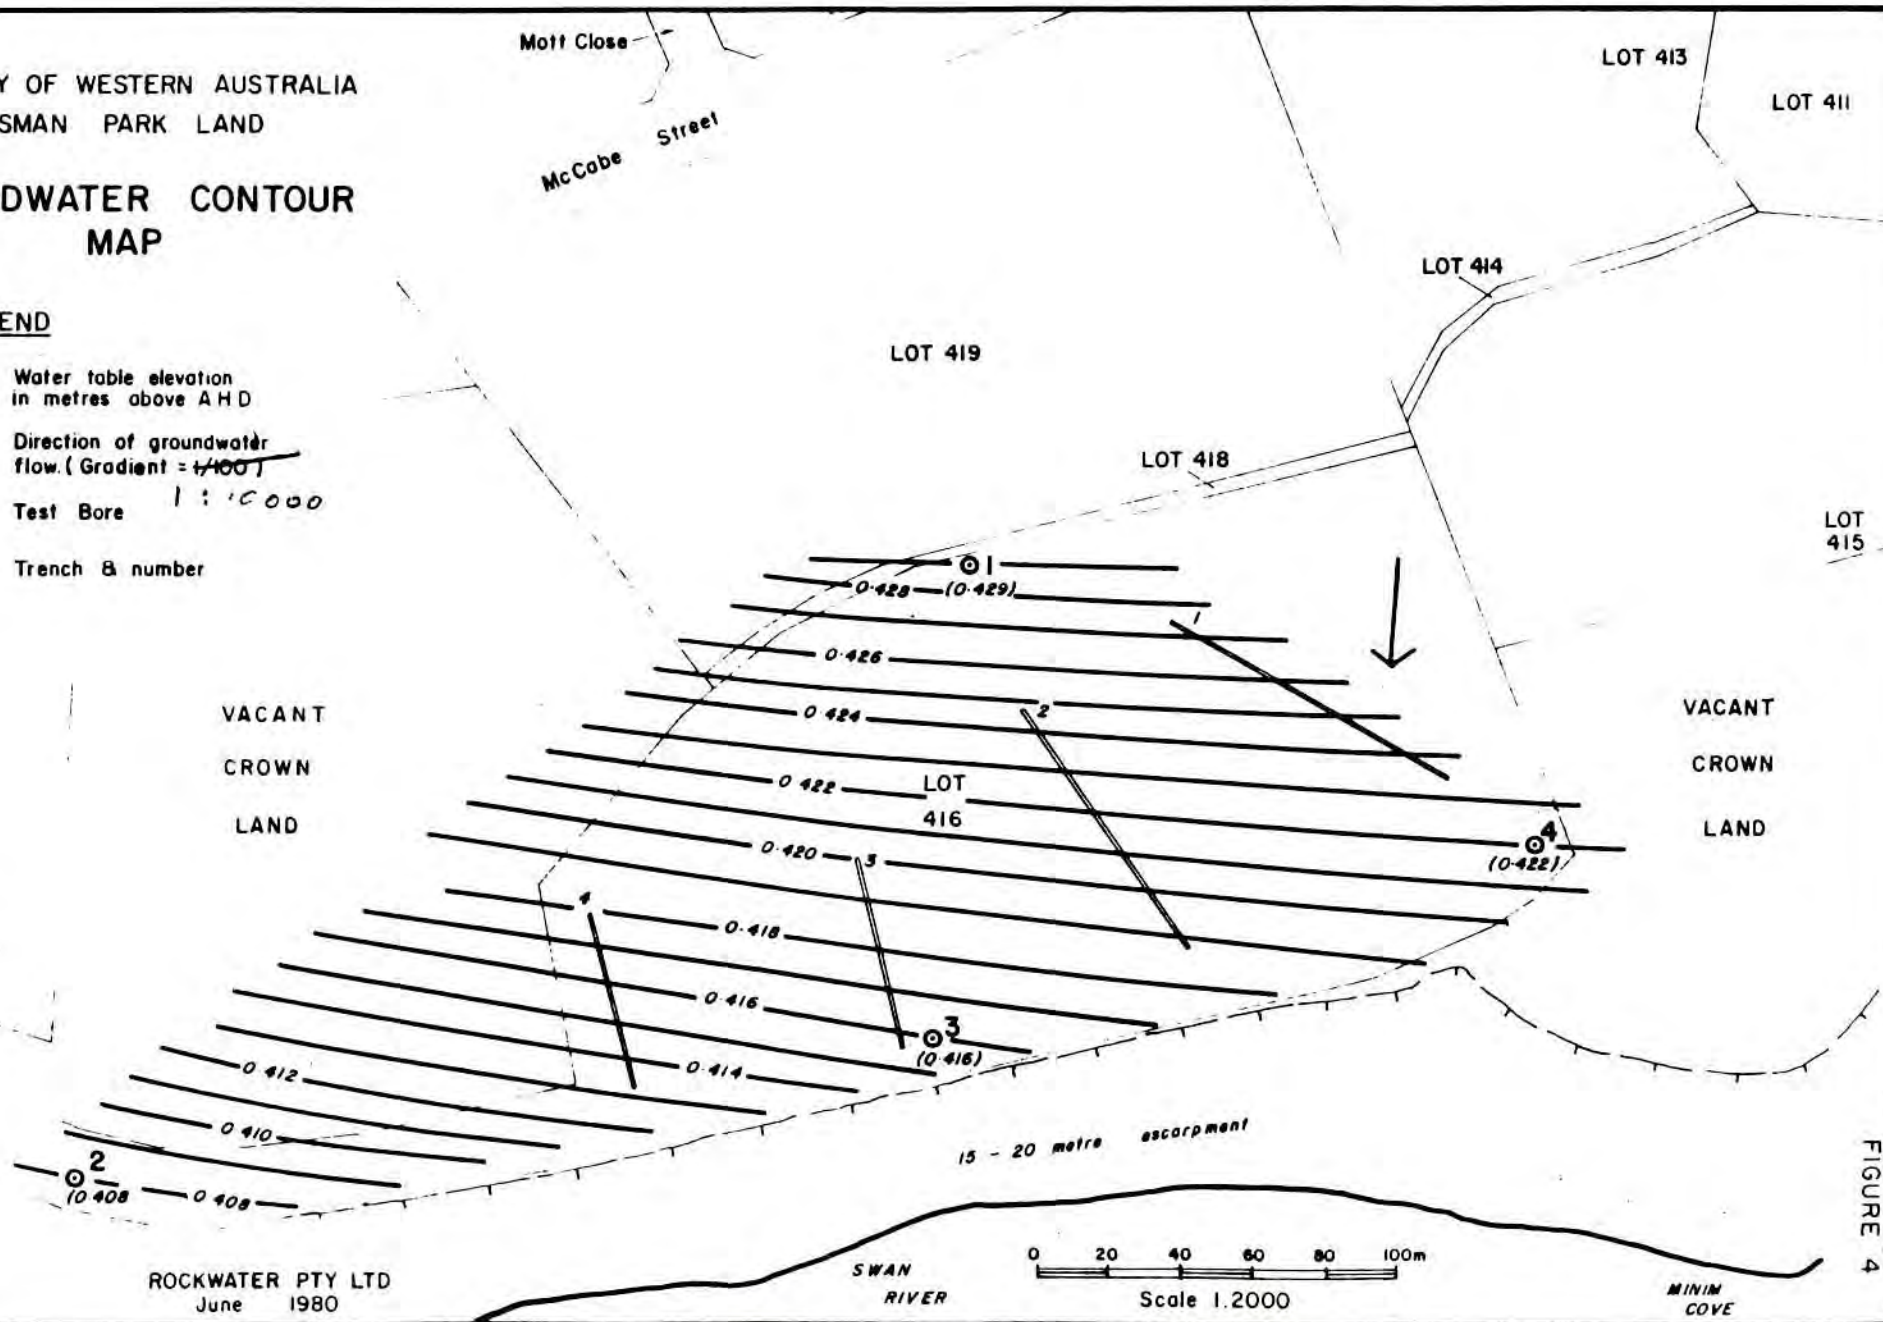 Y OF WESTERN AUSTRALIA
SMAN PARK LAND
DWATER CONTOUR
MAP
END
Water table elevation
in metres above A H D
Direction of groundwater
flow. ( Gradient = 1/100 )
1 : 10000
Test Bore
Trench & number
Mott Close
McCabe Street
LOT 413
LOT 411
LOT 414
LOT 419
LOT 418
LOT
415
1
0.428
(0.429)
1
0.426
2
0.424
VACANT
CROWN
LAND
VACANT
CROWN
LAND
0.422
LOT
416
4
(0.422)
0.420
3
4
0.418
0.416
3
(0.416)
0.414
0.412
0.410
2
(0.408
0.408
15 - 20 metre escarpment
ROCKWATER PTY LTD
June 1980
SWAN
RIVER
0 20 40 60 80 100m
Scale 1:2000
MINIM
COVE
FIGURE 4